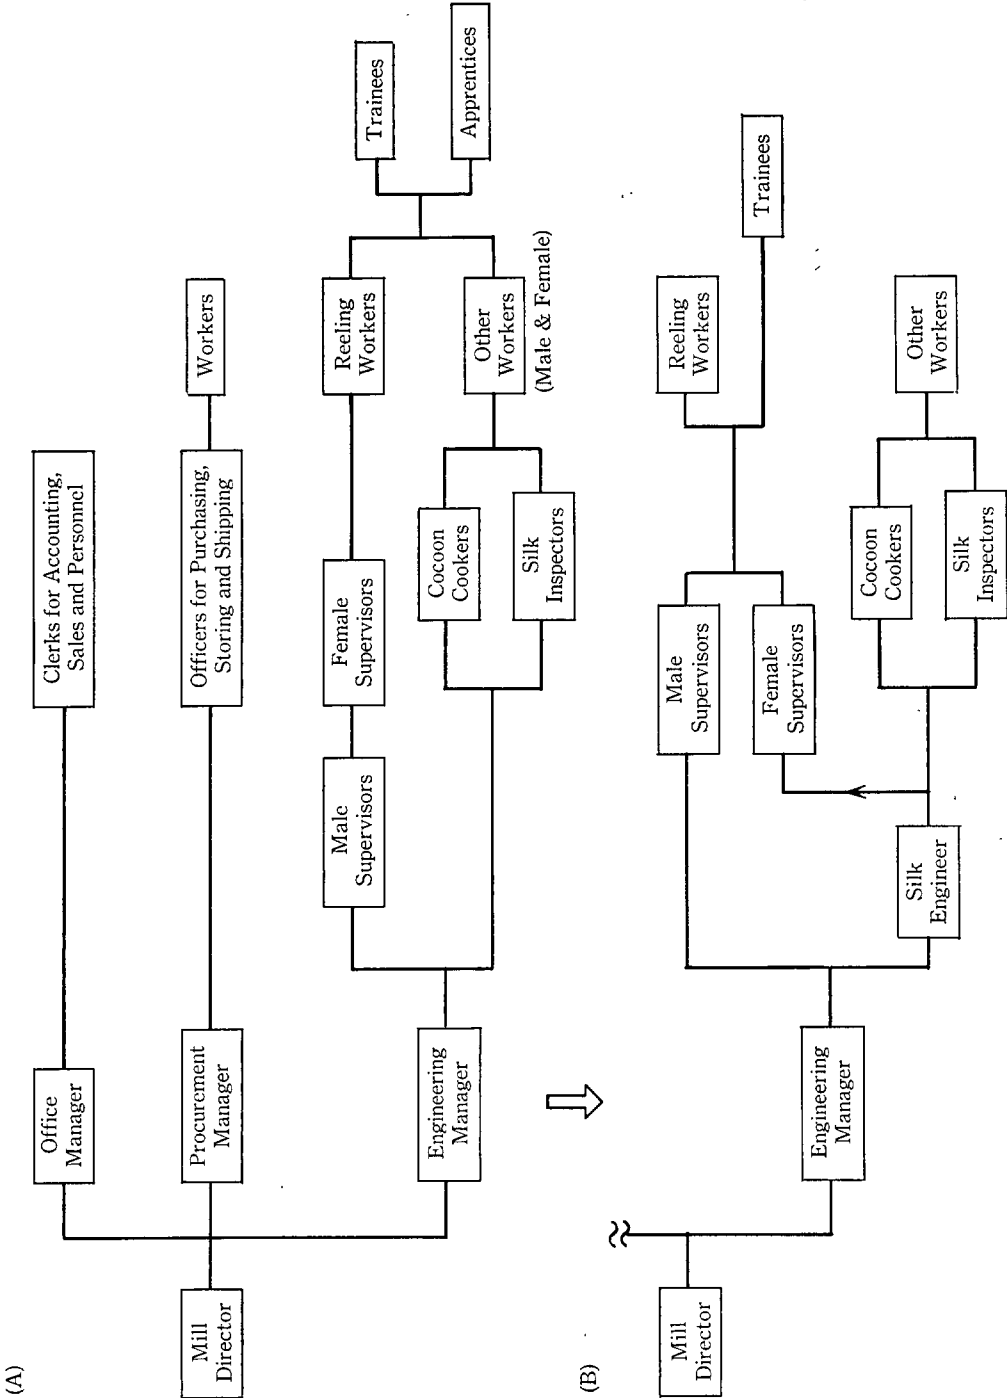 (A)
Mill
Director
Office
Manager
Clerks for Accounting,
Sales and Personnel
Procurement
Manager
Officers for Purchasing,
Storing and Shipping
Workers
Engineering
Manager
Male
Supervisors
Female
Supervisors
Reeling
Workers
Cocoon
Cookers
Silk
Inspectors
Other
Workers
(Male & Female)
Trainees
Apprentices
(B)
Mill
Director
Engineering
Manager
Male
Supervisors
Female
Supervisors
Reeling
Workers
Trainees
Silk
Engineer
Cocoon
Cookers
Silk
Inspectors
Other
Workers